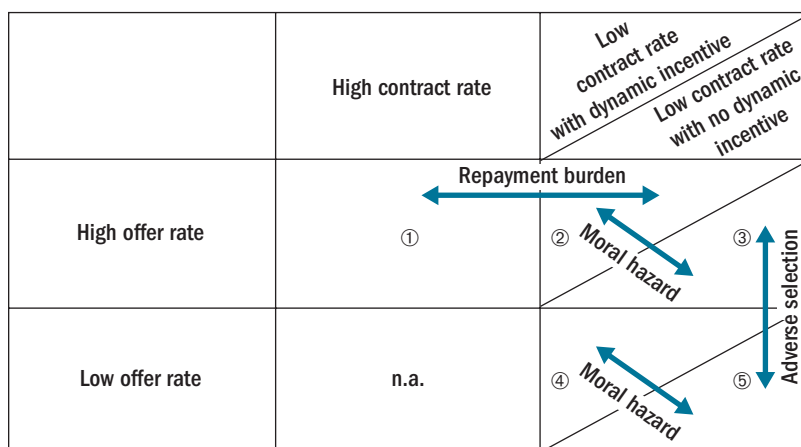 High contract rate
Low
contract rate
with dynamic incentive
Low contract rate
with no dynamic
incentive
Repayment burden
High offer rate
①
②
Moral hazard
③
Adverse selection
Low offer rate
n.a.
④
Moral hazard
⑤